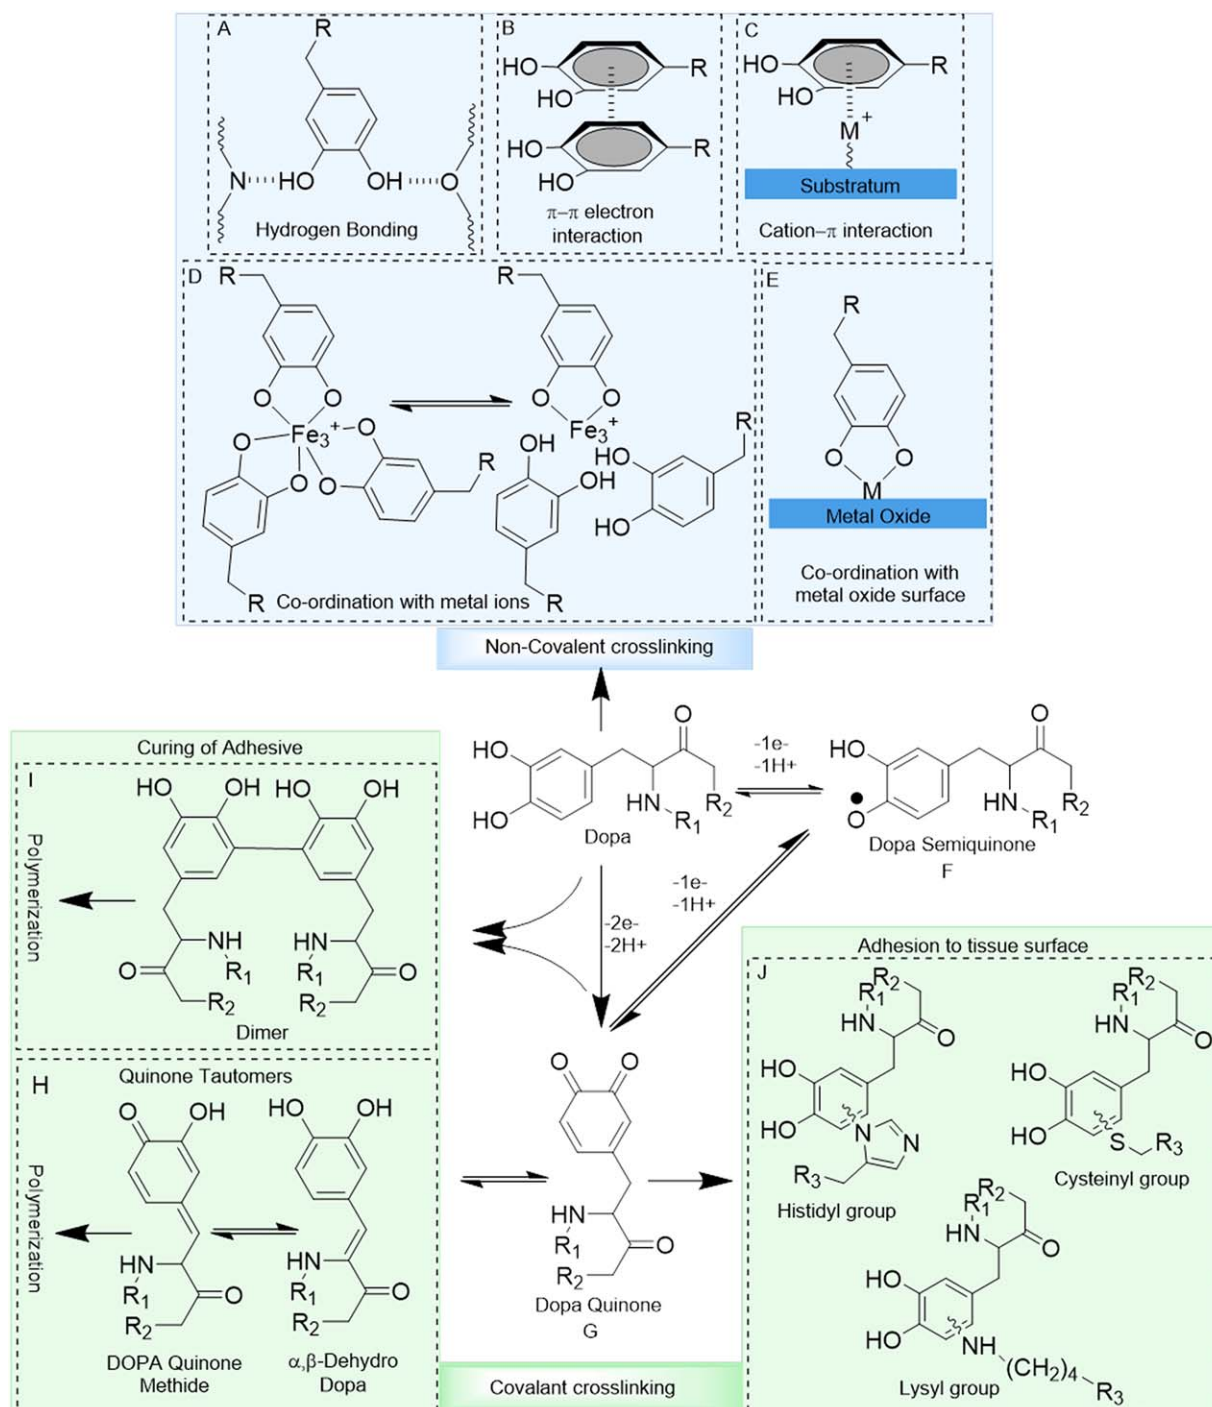 A
R
N
HO
OH
O
Hydrogen Bonding
B
HO
HO
R
HO
HO
R
π–π electron
interaction
C
HO
HO
R
M+
Substratum
Cation–π interaction
D
R
O
O
Fe3+
O
O
O
O
R
R
R
O
O
Fe3+
OH
OH
HO
HO
R
R
Co-ordination with metal ions
E
R
O
O
M
Metal Oxide
Co-ordination with
metal oxide surface
Non-Covalent crosslinking
HO
HO
O
HN
R1
R2
Dopa
-1e-
-1H+
HO
O
O
HN
R1
R2
Dopa Semiquinone
F
-1e-
-1H+
-2e-
-2H+
Curing of Adhesive
I
HO
OH
HO
OH
Polymerization
NH
R1
HN
R1
O
R2
O
R2
Dimer
H
Quinone Tautomers
O
OH
HO
OH
Polymerization
HN
R1
O
R2
HN
R1
O
R2
DOPA Quinone
Methide
α,β-Dehydro
Dopa
O
O
HN
R1
O
R2
Dopa Quinone
G
Adhesion to tissue surface
J
R2
R1
HN
O
HO
HO
N
N
R3
Histidyl group
R2
R1
HN
O
HO
HO
S
R3
Cysteinyl group
R2
R1
HN
O
HO
HO
NH
(CH2)4
R3
Lysyl group
Covalant crosslinking